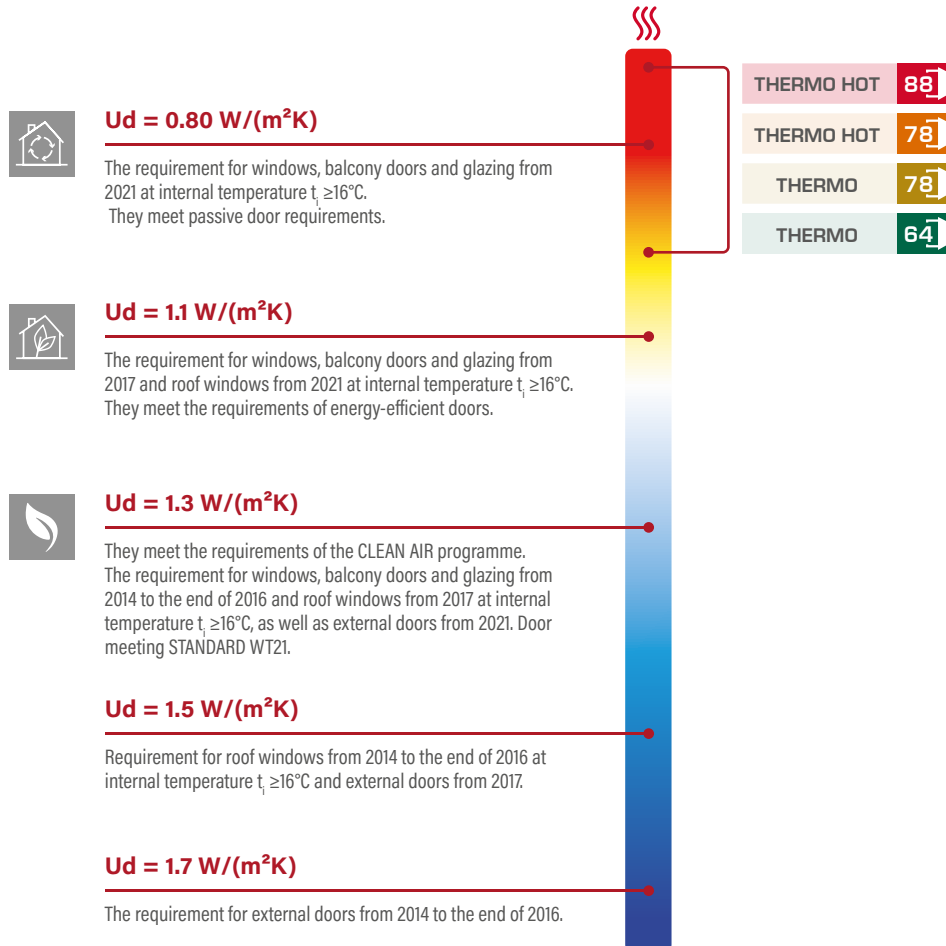 Ud = 0.80 W/(m²K)
The requirement for windows, balcony doors and glazing from
2021 at internal temperature tᵢ ≥16°C.
They meet passive door requirements.
Ud = 1.1 W/(m²K)
The requirement for windows, balcony doors and glazing from
2017 and roof windows from 2021 at internal temperature tᵢ ≥16°C.
They meet the requirements of energy-efficient doors.
Ud = 1.3 W/(m²K)
They meet the requirements of the CLEAN AIR programme.
The requirement for windows, balcony doors and glazing from
2014 to the end of 2016 and roof windows from 2017 at internal
temperature tᵢ ≥16°C, as well as external doors from 2021. Door
meeting STANDARD WT21.
Ud = 1.5 W/(m²K)
Requirement for roof windows from 2014 to the end of 2016 at
internal temperature tᵢ ≥16°C and external doors from 2017.
Ud = 1.7 W/(m²K)
The requirement for external doors from 2014 to the end of 2016.
THERMO HOT 88
THERMO HOT 78
THERMO 78
THERMO 64